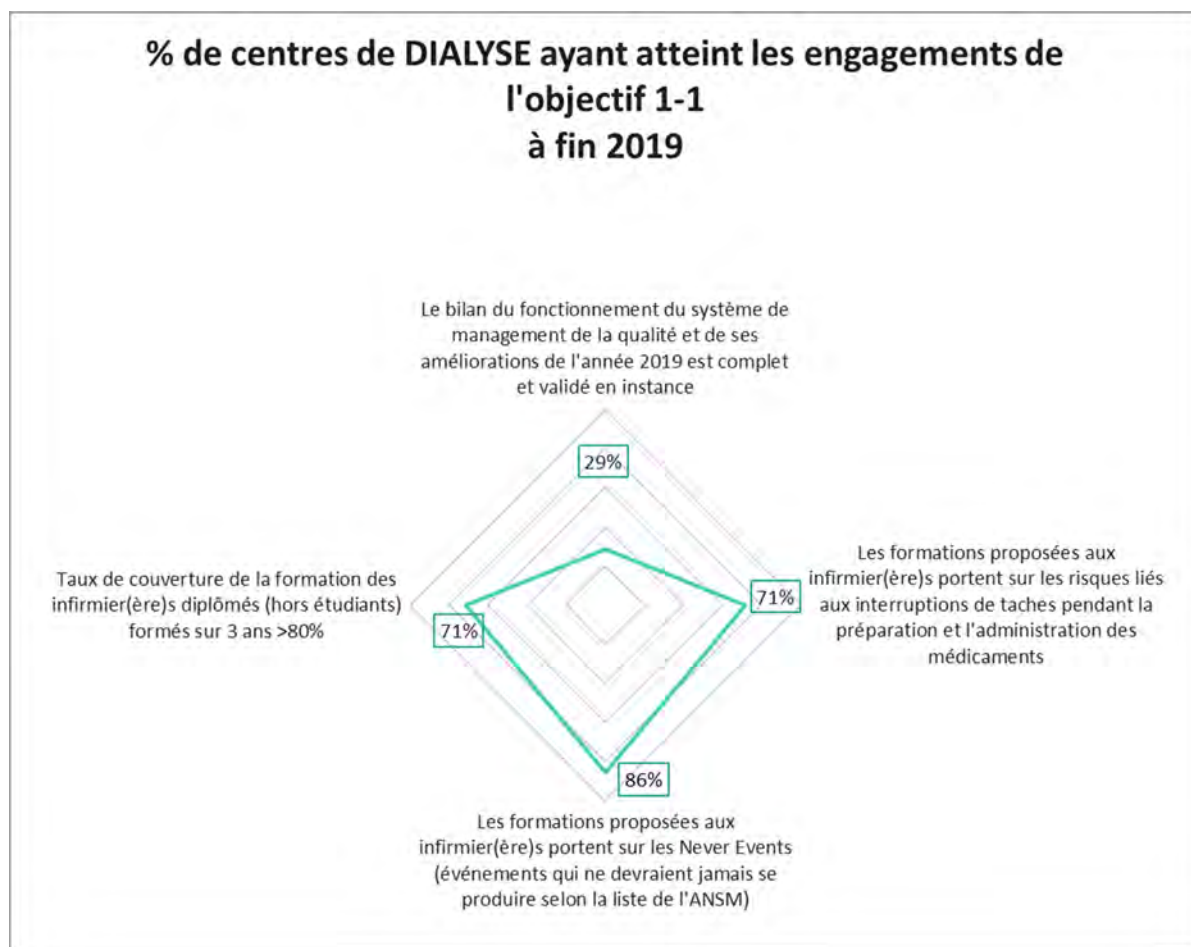 % de centres de DIALYSE ayant atteint les engagements de
l'objectif 1-1
à fin 2019
Le bilan du fonctionnement du système de
management de la qualité et de ses
améliorations de l'année 2019 est complet
et validé en instance
29%
Les formations proposées aux
infirmier(ère)s portent sur les risques liés
aux interruptions de taches pendant la
préparation et l'administration des
médicaments
71%
Taux de couverture de la formation des
infirmier(ère)s diplômés (hors étudiants)
formés sur 3 ans >80%
71%
86%
Les formations proposées aux
infirmier(ère)s portent sur les Never Events
(événements qui ne devraient jamais se
produire selon la liste de l'ANSM)